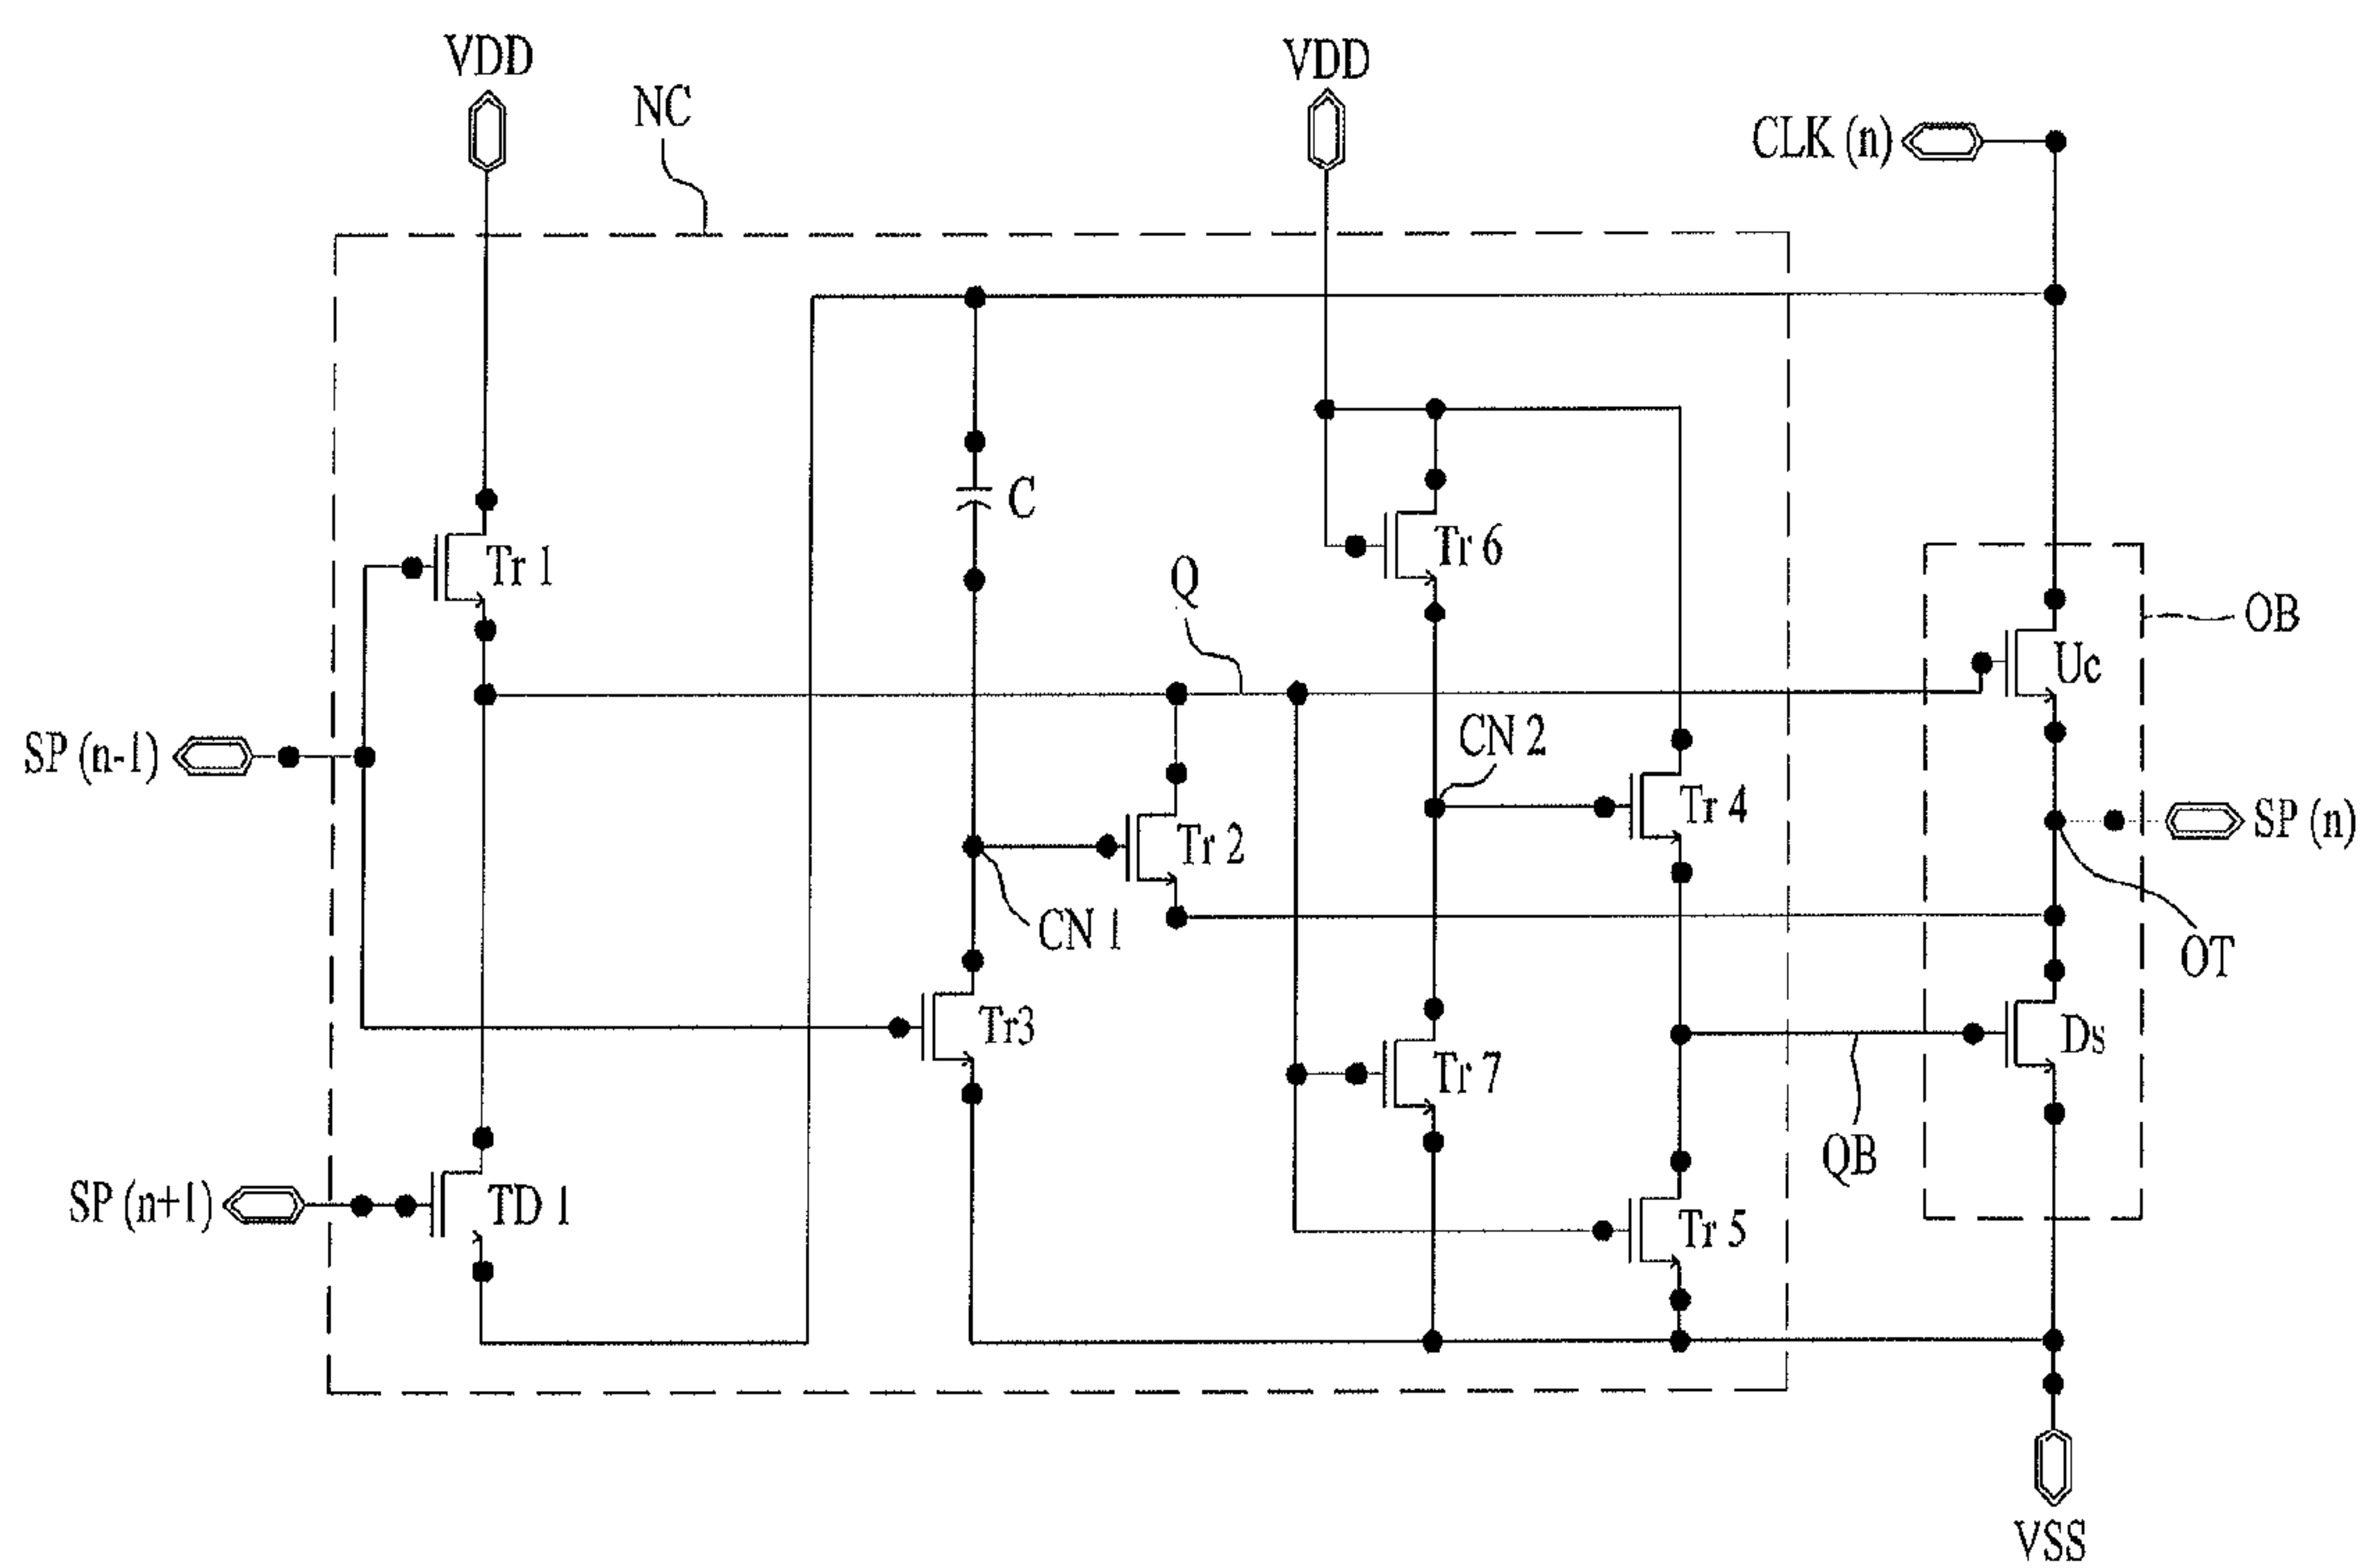 VDD
VDD
NC
CLK (n)
C
Tr 6
Tr 1
Q
OB
Uc
CN 2
SP (n-1)
Tr 4
SP (n)
Tr 2
CN 1
OT
Tr3
Ds
Tr 7
QB
SP (n+1)
TD 1
Tr 5
VSS